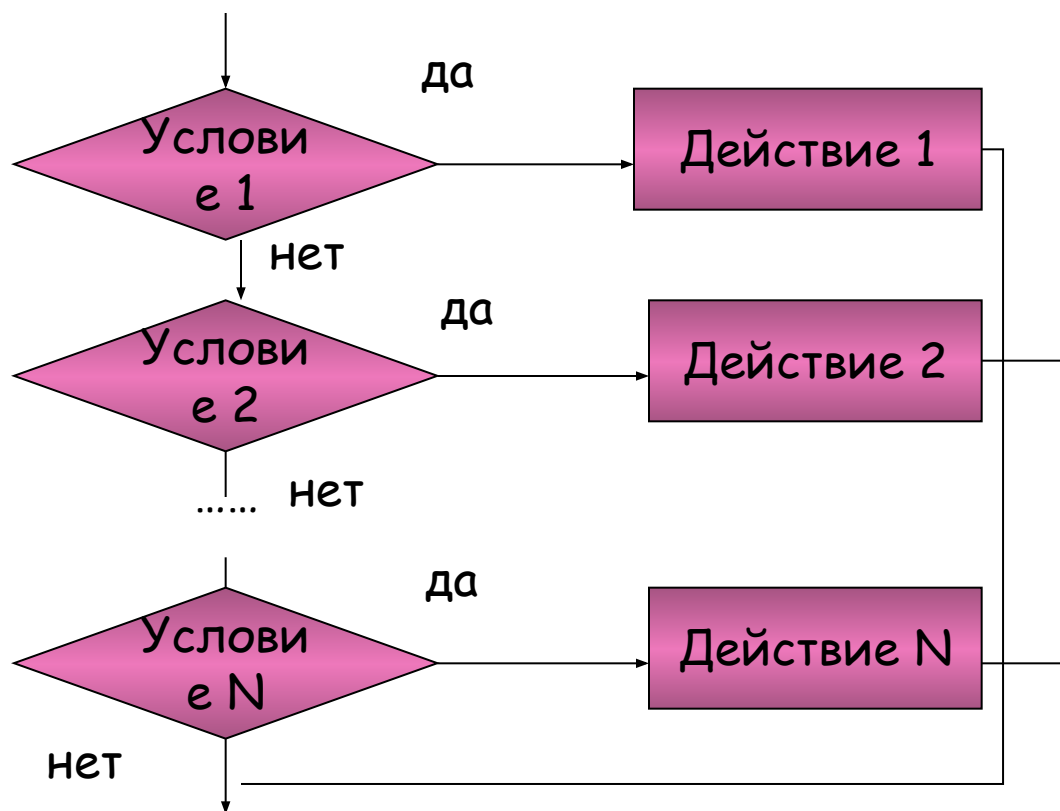 да
Услови
е 1
Действие 1
нет
да
Услови
е 2
Действие 2
нет
……
да
Услови
е N
Действие N
нет